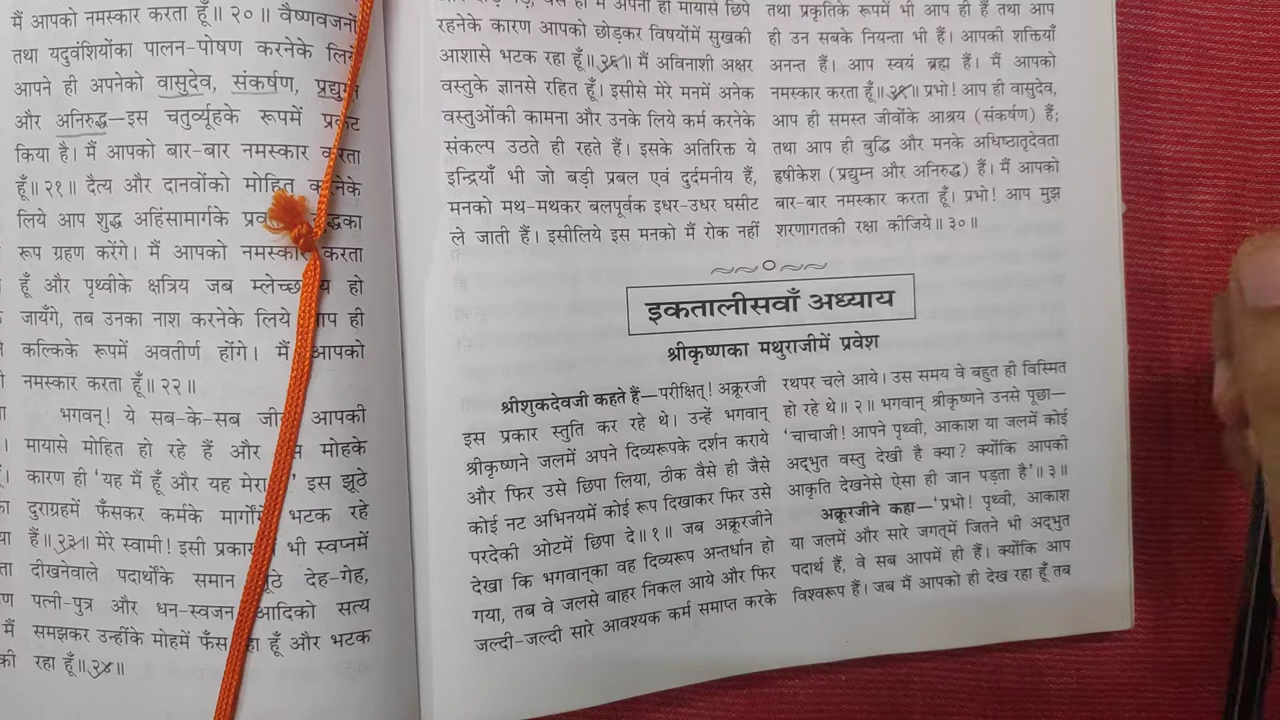 मैं आपको नमस्कार करता हूँ॥ २०॥ वैष्णवजनों
तथा यदुवंशियोंका पालन-पोषण करनेके लिये
आपने ही अपनेको वासुदेव, संकर्षण, प्रद्युम्न
और अनिरुद्ध—इस चतुर्व्यूहके रूपमें प्रकट
किया है। मैं आपको बार-बार नमस्कार करता
हूँ॥ २१॥ दैत्य और दानवोंको मोहित करनेके
लिये आप शुद्ध अहिंसामार्गके
रूप ग्रहण करेंगे। मैं आपको नमस्कार करता
हूँ और पृथ्वीके क्षत्रिय जब हो
जायँगे, तब उनका नाश करनेके लिये आप ही
कल्किके रूपमें अवतीर्ण होंगे। मैं आपको
नमस्कार करता हूँ॥ २२॥
भगवन्! ये सब-के-सब आपकी
मायासे मोहित हो रहे हैं और मोहके
कारण ही 'यह मैं हूँ और यह मेरा ' इस झूठे
दुराग्रहमें फँसकर कर्मके मार्गोंमें भटक रहे
हैं॥ २३॥ मेरे स्वामी! इसी प्रकार भी स्वप्नमें
दीखनेवाले पदार्थोंके समान झूठे देह-गेह,
पत्नी-पुत्र और धन-स्वजन आदिको सत्य
समझकर उन्हींके मोहमें फँस रहा हूँ और भटक
रहा हूँ॥ २४॥
रहनेके कारण आपको छोड़कर विषयोंमें सुखकी
आशासे भटक रहा हूँ॥ २६॥ मैं अविनाशी अक्षर
वस्तुके ज्ञानसे रहित हूँ। इसीसे मेरे मनमें अनेक
वस्तुओंकी कामना और उनके लिये कर्म करनेके
संकल्प उठते ही रहते हैं। इसके अतिरिक्त ये
इन्द्रियाँ भी जो बड़ी प्रबल एवं दुर्दमनीय हैं,
मनको मथ-मथकर बलपूर्वक इधर-उधर घसीट
ले जाती हैं। इसीलिये इस मनको मैं रोक नहीं
तथा प्रकृतिके रूपमें भी आप ही हैं तथा आप
ही उन सबके नियन्ता भी हैं। आपकी शक्तियाँ
अनन्त हैं। आप स्वयं ब्रह्म हैं। मैं आपको
नमस्कार करता हूँ॥ २९॥ प्रभो! आप ही वासुदेव,
आप ही समस्त जीवोंके आश्रय (संकर्षण) हैं;
तथा आप ही बुद्धि और मनके अधिष्ठातृदेवता
हृषीकेश (प्रद्युम्न और अनिरुद्ध) हैं। मैं आपको
बार-बार नमस्कार करता हूँ। प्रभो! आप मुझ
शरणागतकी रक्षा कीजिये॥ ३०॥
इकतालीसवाँ अध्याय
श्रीकृष्णका मथुराजीमें प्रवेश
श्रीशुकदेवजी कहते हैं—परीक्षित्! अक्रूरजी
इस प्रकार स्तुति कर रहे थे। उन्हें भगवान्
श्रीकृष्णने जलमें अपने दिव्यरूपके दर्शन कराये
और फिर उसे छिपा लिया, ठीक वैसे ही जैसे
कोई नट अभिनयमें कोई रूप दिखाकर फिर उसे
परदेकी ओटमें छिपा दे॥ १॥ जब अक्रूरजीने
देखा कि भगवान्का वह दिव्यरूप अन्तर्धान हो
गया, तब वे जलसे बाहर निकल आये और फिर
जल्दी-जल्दी सारे आवश्यक कर्म समाप्त करके
रथपर चले आये। उस समय वे बहुत ही विस्मित
हो रहे थे॥ २॥ भगवान् श्रीकृष्णने उनसे पूछा—
'चाचाजी! आपने पृथ्वी, आकाश या जलमें कोई
अद्भुत वस्तु देखी है क्या? क्योंकि आपकी
आकृति देखनेसे ऐसा ही जान पड़ता है'॥ ३॥
अक्रूरजीने कहा—'प्रभो! पृथ्वी, आकाश
या जलमें और सारे जगत्में जितने भी अद्भुत
पदार्थ हैं, वे सब आपमें ही हैं। क्योंकि आप
विश्वरूप हैं। जब मैं आपको ही देख रहा हूँ तब